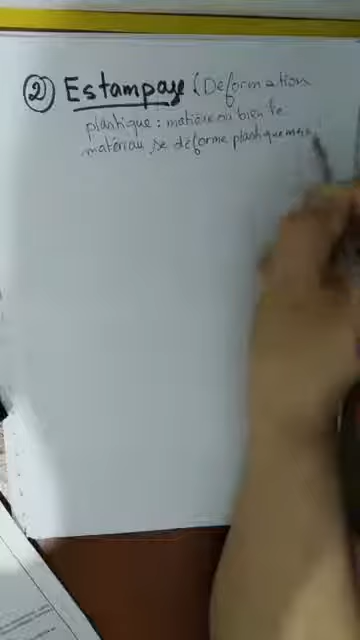 ② Estampage (Déformation
plastique : matière ou bien le
matériau se déforme plastiquement